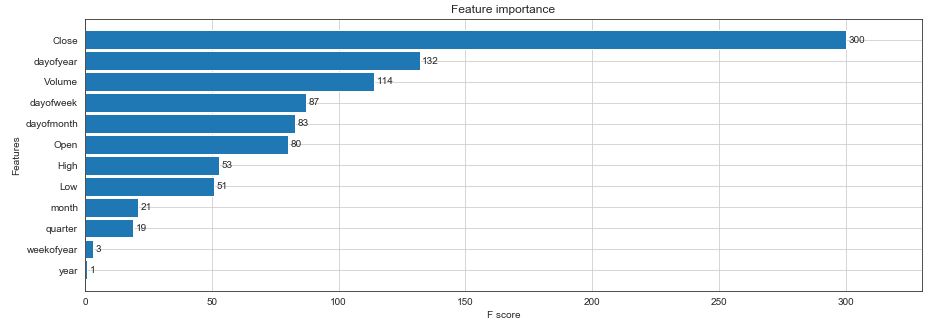 Feature importance
Features
Close 300
dayofyear 132
Volume 114
dayofweek 87
dayofmonth 83
Open 80
High 53
Low 51
month 21
quarter 19
weekofyear 3
year 1
0 50 100 150 200 250 300
F score